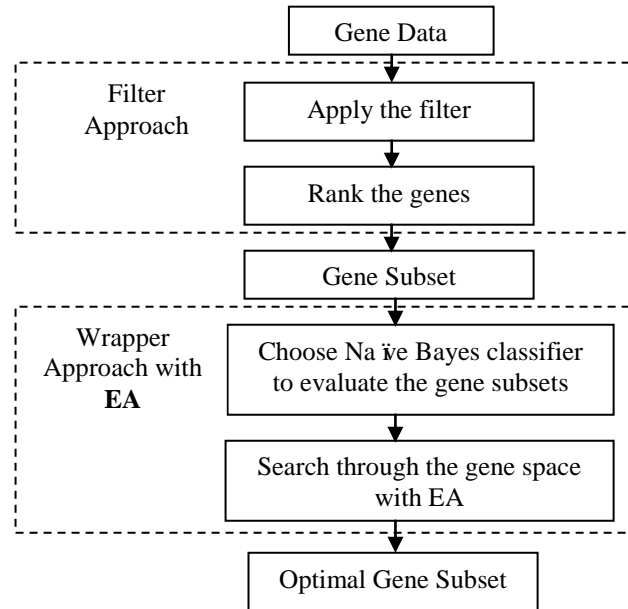 Gene Data
Filter
Approach
Apply the filter
Rank the genes
Gene Subset
Wrapper
Approach with
EA
Choose Na ïve Bayes classifier
to evaluate the gene subsets
Search through the gene space
with EA
Optimal Gene Subset